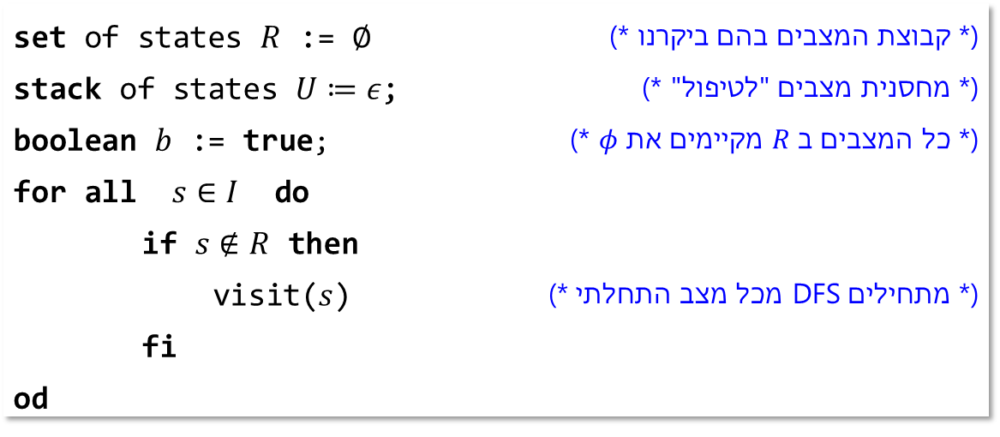 set of states R := ∅ (* קבוצת המצבים בהם ביקרנו *)
stack of states U := ϵ; (* מחסנית מצבים "לטיפול" *)
boolean b := true; (* כל המצבים ב R מקיימים את ϕ *)
for all s ∈ I do
if s ∉ R then
visit(s) (* מתחילים DFS מכל מצב התחלתי *)
fi
od